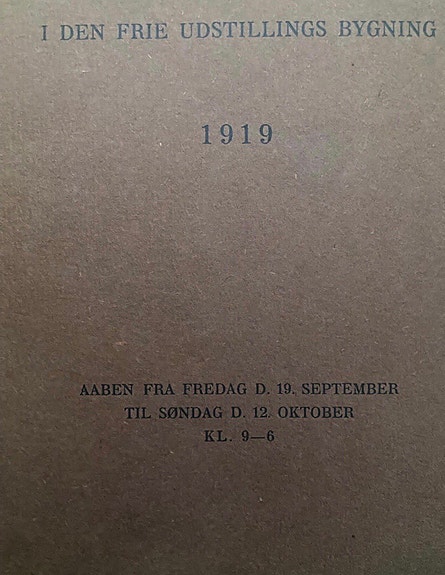 I DEN FRIE UDSTILLINGS BYGNING
1919
AABEN FRA FREDAG D. 19. SEPTEMBER
TIL SØNDAG D. 12. OKTOBER
KL. 9—6